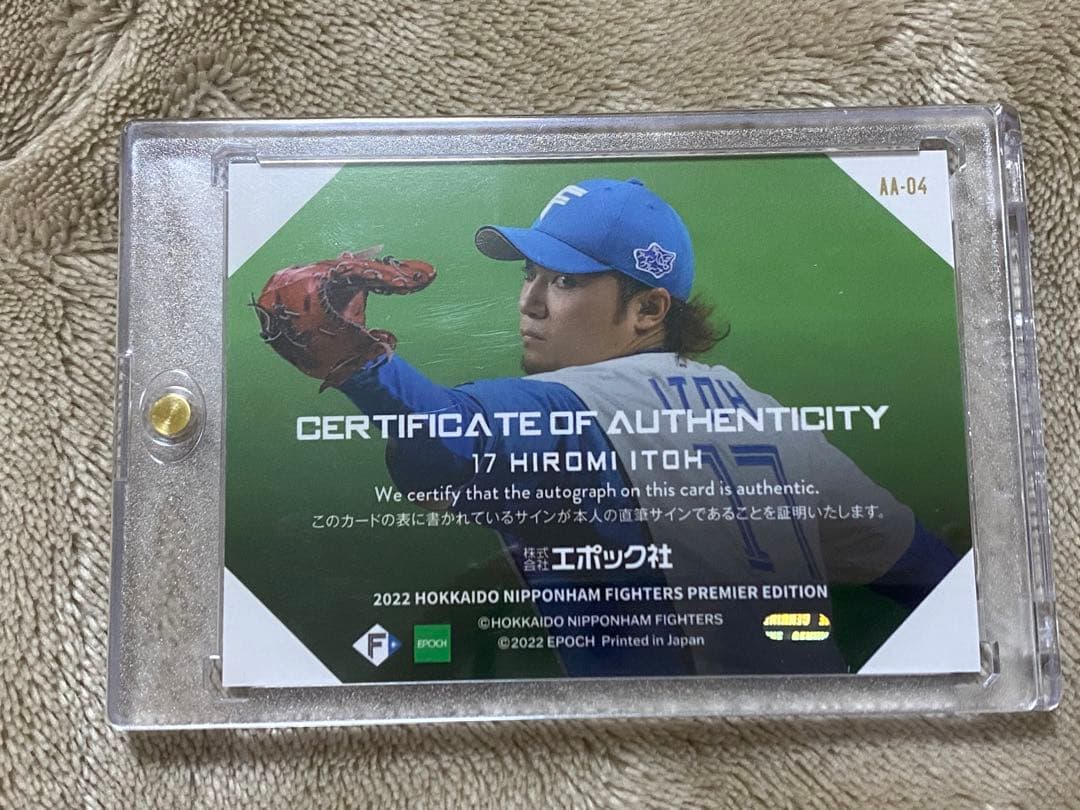 AA-04
F
ITOH
17
CERTIFICATE OF AUTHENTICITY
17 HIROMI ITOH
We certify that the autograph on this card is authentic.
このカードの表に書かれているサインが本人の直筆サインであることを証明いたします。
株式会社エポック社
2022 HOKKAIDO NIPPONHAM FIGHTERS PREMIER EDITION
©HOKKAIDO NIPPONHAM FIGHTERS
©2022 EPOCH Printed in Japan
F
EPOCH